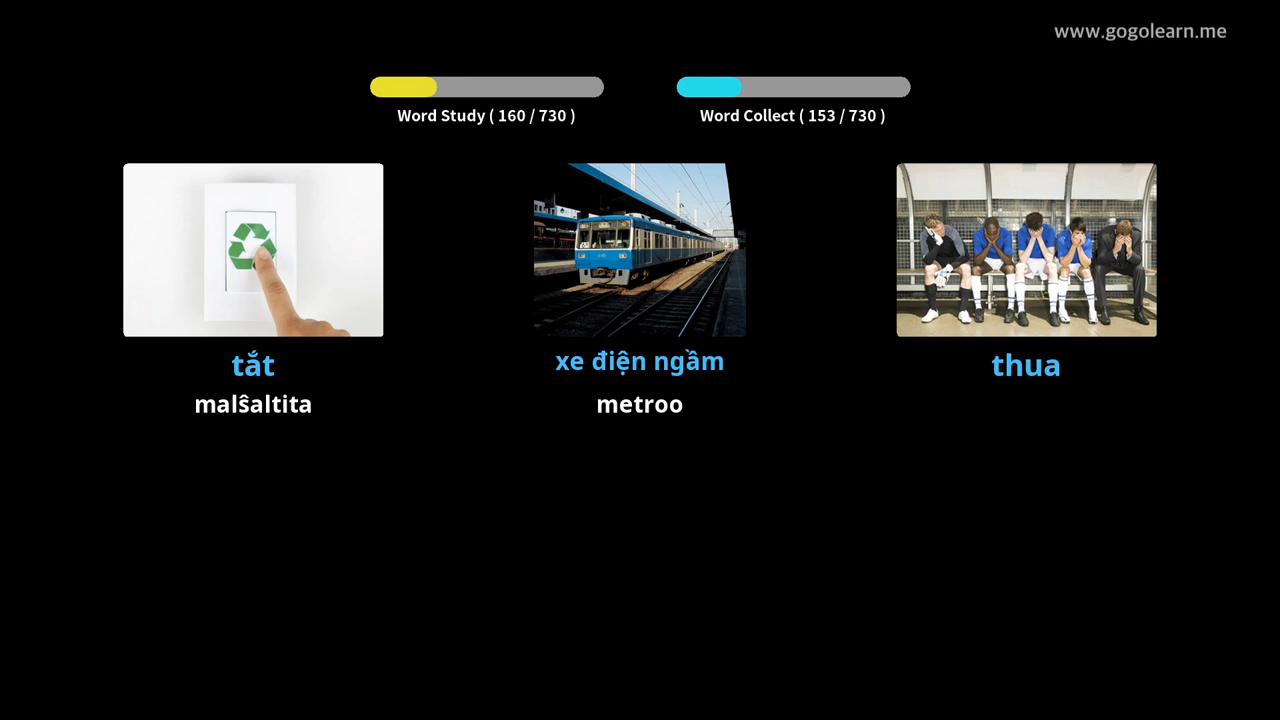 www.gogolearn.me
Word Study ( 160 / 730 )
Word Collect ( 153 / 730 )
tắt
xe điện ngầm
thua
malŝaltita
metroo